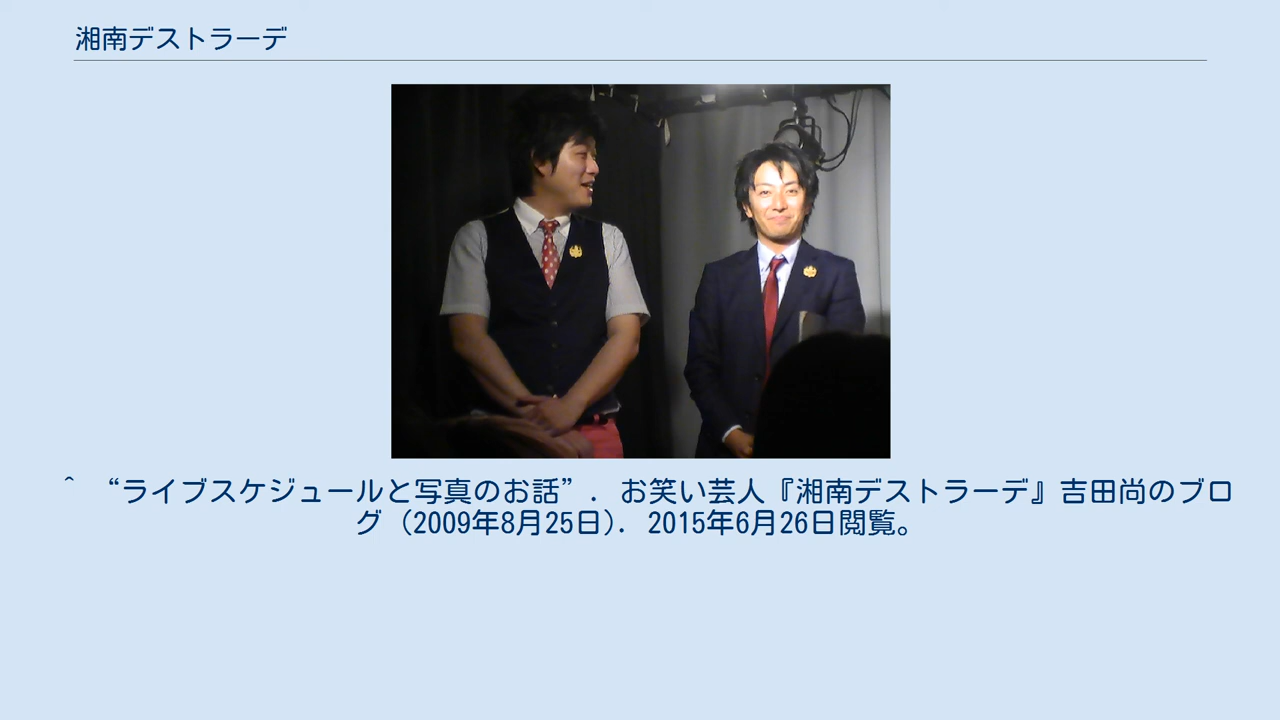 湘南デストラーデ
^ “ライブスケジュールと写真のお話”. お笑い芸人『湘南デストラーデ』吉田尚のブロ
グ (2009年8月25日). 2015年6月26日閲覧。